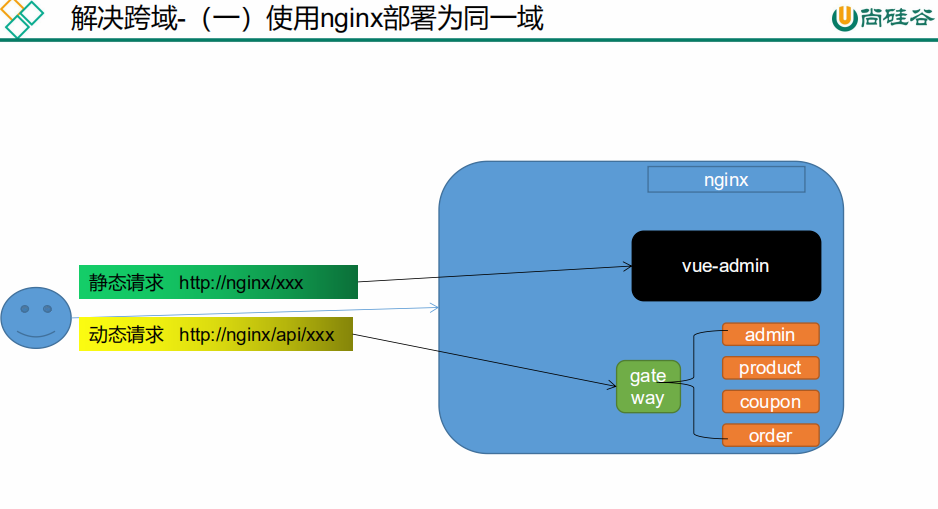 解决跨域-（一）使用nginx部署为同一域
尚硅谷
nginx
vue-admin
静态请求 http://nginx/xxx
动态请求 http://nginx/api/xxx
gate
way
admin
product
coupon
order